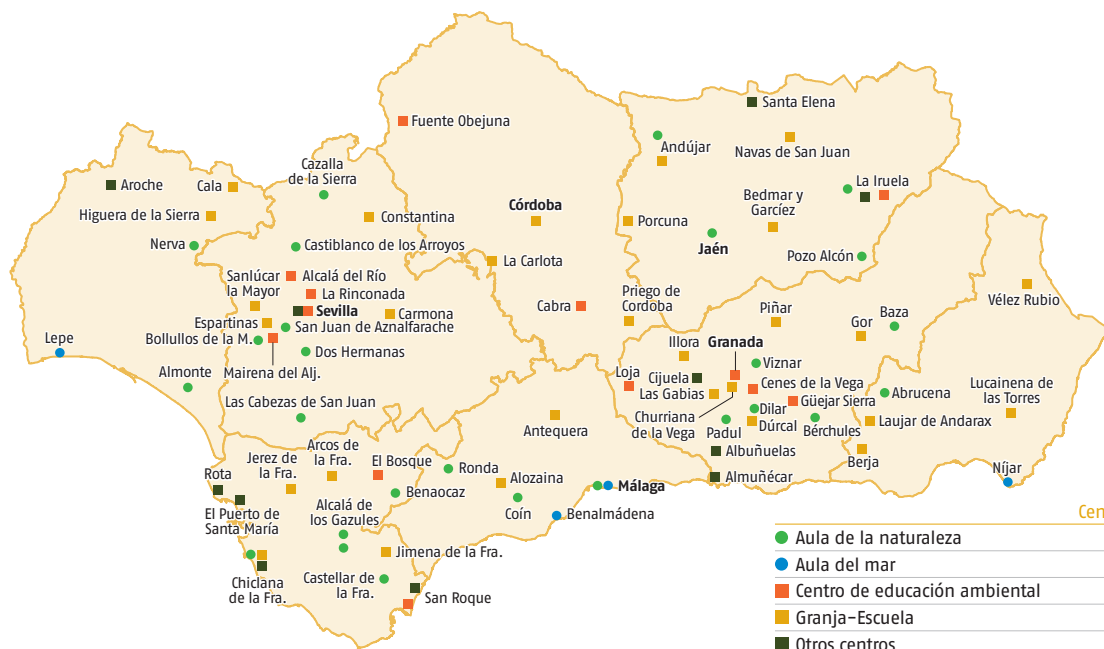 Santa Elena
Fuente Obejuna
Andújar
Navas de San Juan
Cazalla
de la Sierra
Aroche
Cala
La Iruela
Bedmar y
Garcíez
Higuera de la Sierra
Constantina
Córdoba
Porcuna
Nerva
Castiblanco de los Arroyos
Jaén
Pozo Alcón
La Carlota
Sanlúcar
la Mayor
Alcalá del Río
La Rinconada
Cabra
Priego de
Cordoba
Piñar
Vélez Rubio
Sevilla
Carmona
Espartinas
San Juan de Aznalfarache
Gor
Baza
Lepe
Bollullos de la M.
Illora
Granada
Dos Hermanas
Viznar
Almonte
Mairena del Alj.
Loja
Cijuela
Las Gabias
Cenes de la Vega
Güejar Sierra
Abrucena
Lucainena de
las Torres
Las Cabezas de San Juan
Antequera
Churriana
de la Vega
Dilar
Dúrcal
Padul
Bérchules
Laujar de Andarax
Arcos de
la Fra.
El Bosque
Albuñuelas
Berja
Jerez de
la Fra.
Rota
Ronda
Alozaina
Almuñécar
Níjar
Benaocaz
Málaga
El Puerto de
Santa María
Alcalá de
los Gazules
Coín
Benalmádena
Jimena de la Fra.
Chiclana
de la Fra.
Castellar de
la Fra.
San Roque
Cen
Aula de la naturaleza
Aula del mar
Centro de educación ambiental
Granja-Escuela
Otros centros